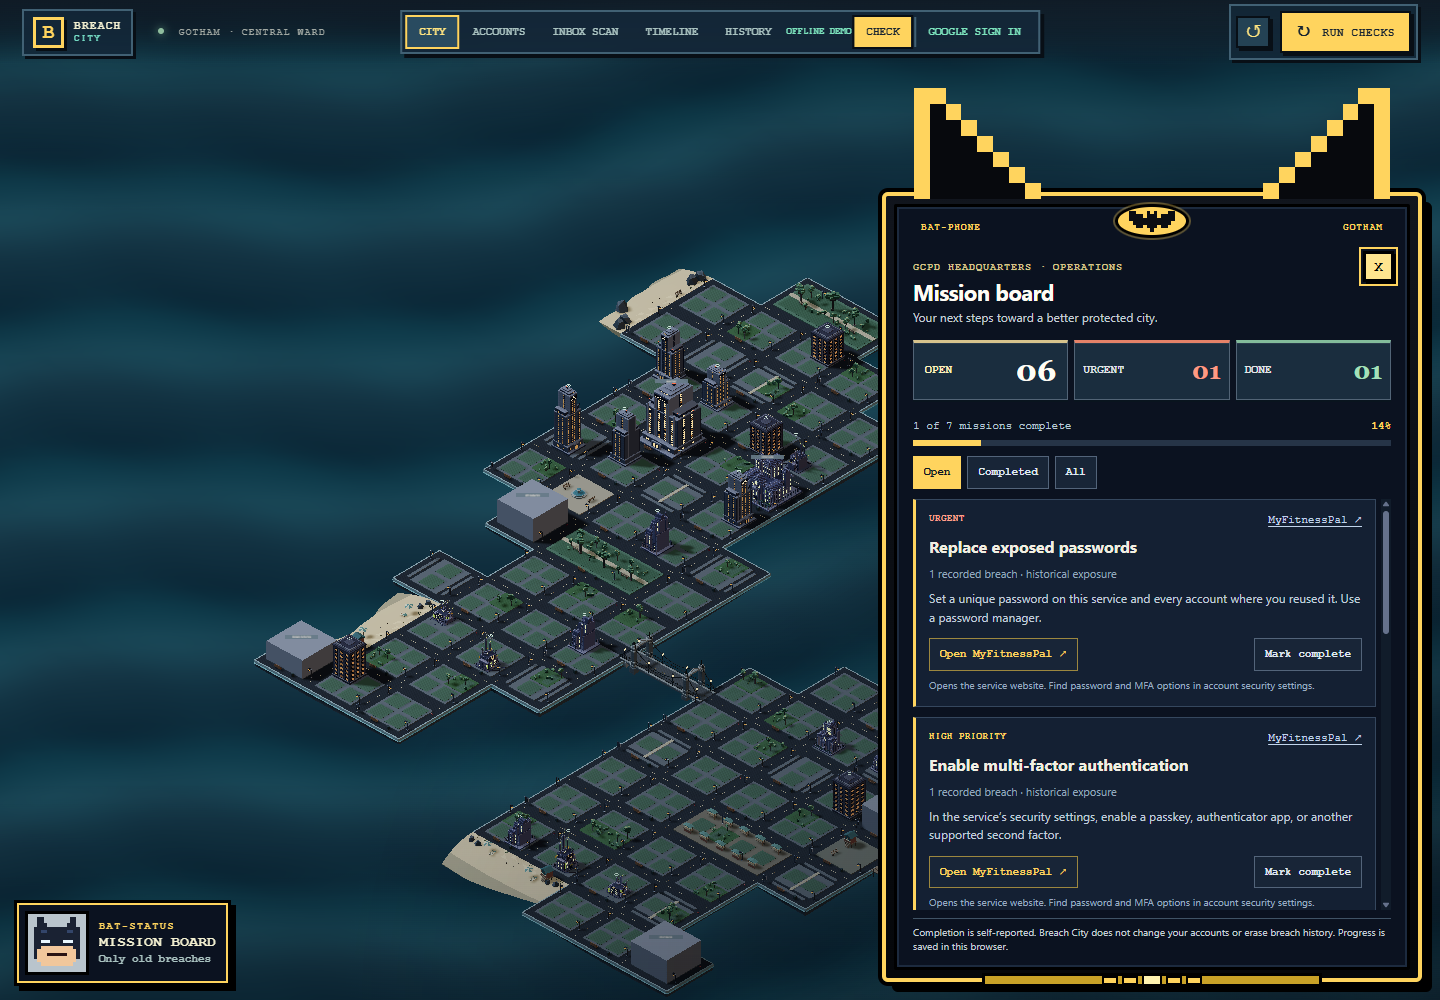 B
BREACH
CITY
GOTHAM · CENTRAL WARD
CITY
ACCOUNTS
INBOX SCAN
TIMELINE
HISTORY
OFFLINE DEMO
CHECK
GOOGLE SIGN IN
↺
↻ RUN CHECKS
BAT-PHONE
GOTHAM
GCPD HEADQUARTERS · OPERATIONS
X
Mission board
Your next steps toward a better protected city.
OPEN 06
URGENT 01
DONE 01
1 of 7 missions complete 14%
Open
Completed
All
URGENT
MyFitnessPal ↗
Replace exposed passwords
1 recorded breach · historical exposure
Set a unique password on this service and every account where you reused it. Use
a password manager.
Open MyFitnessPal ↗
Mark complete
Opens the service website. Find password and MFA options in account security settings.
HIGH PRIORITY
MyFitnessPal ↗
Enable multi-factor authentication
1 recorded breach · historical exposure
In the service's security settings, enable a passkey, authenticator app, or another
supported second factor.
Open MyFitnessPal ↗
Mark complete
Opens the service website. Find password and MFA options in account security settings.
Completion is self-reported. Breach City does not change your accounts or erase breach history. Progress is
saved in this browser.
BAT-STATUS
MISSION BOARD
Only old breaches